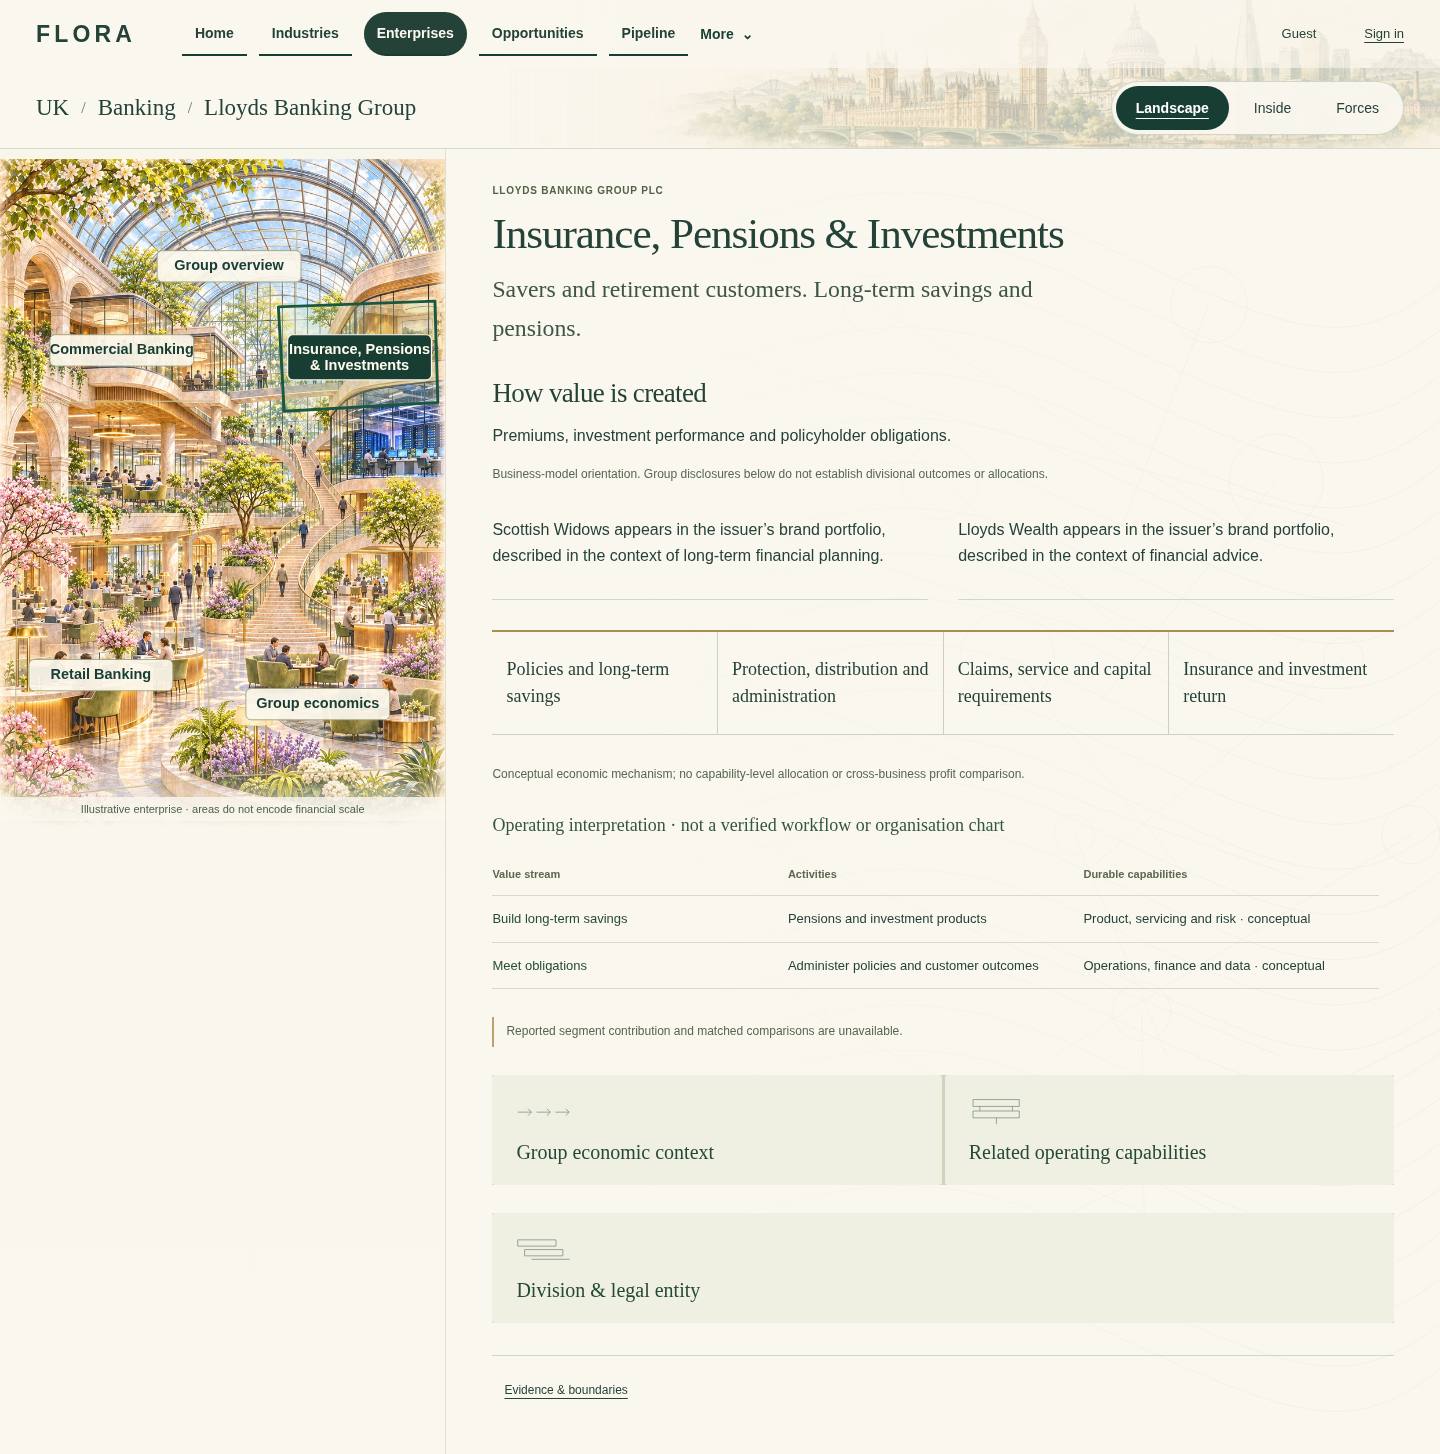 FLORA
Home
Industries
Enterprises
Opportunities
Pipeline
More
Guest
Sign in
UK / Banking / Lloyds Banking Group
Landscape
Inside
Forces
Group overview
Commercial Banking
Insurance, Pensions
& Investments
Retail Banking
Group economics
Illustrative enterprise · areas do not encode financial scale
LLOYDS BANKING GROUP PLC
Insurance, Pensions & Investments
Savers and retirement customers. Long-term savings and
pensions.
How value is created
Premiums, investment performance and policyholder obligations.
Business-model orientation. Group disclosures below do not establish divisional outcomes or allocations.
Scottish Widows appears in the issuer’s brand portfolio,
described in the context of long-term financial planning.
Lloyds Wealth appears in the issuer’s brand portfolio,
described in the context of financial advice.
Policies and long-term
savings
Protection, distribution and
administration
Claims, service and capital
requirements
Insurance and investment
return
Conceptual economic mechanism; no capability-level allocation or cross-business profit comparison.
Operating interpretation · not a verified workflow or organisation chart
Value stream
Activities
Durable capabilities
Build long-term savings
Pensions and investment products
Product, servicing and risk · conceptual
Meet obligations
Administer policies and customer outcomes
Operations, finance and data · conceptual
Reported segment contribution and matched comparisons are unavailable.
Group economic context
Related operating capabilities
Division & legal entity
Evidence & boundaries